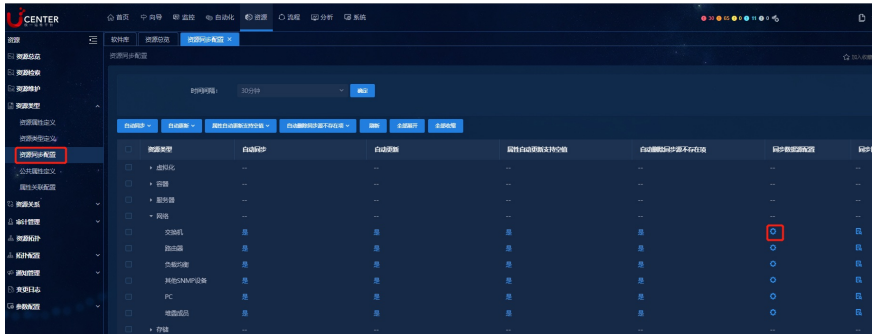 UCENTER
首页 向导 监控 自动化 资源 流程 分析 系统
30 65 0 11 0
资源
软件库 资源总览 资源同步配置 ×
资源总览
资源同步配置
资源检索
资源维护
时间间隔: 30分钟 确定
资源类型
资源属性定义
自动同步 自动更新 属性自动更新支持空值 自动删除同步源不存在项 刷新 全部展开 全部收缩
资源类型定义
资源同步配置
资源类型 自动同步 自动更新 属性自动更新支持空值 自动删除同步源不存在项 同步数据源配置
公共属性定义
虚拟化 -- -- -- -- -- --
属性关联配置
容器 -- -- -- -- -- --
资源关系
服务器 -- -- -- -- -- --
审计管理
网络 -- -- -- -- -- --
资源拓扑
交换机 是 是 是 是
拓扑配置
路由器 是 是 是 是
通知管理
负载均衡 是 是 是 是
变更日志
其他SNMP设备 是 是 是 是
参数配置
PC 是 是 是 是
堆叠成员 是 是 是 是
存储 -- -- -- -- -- --